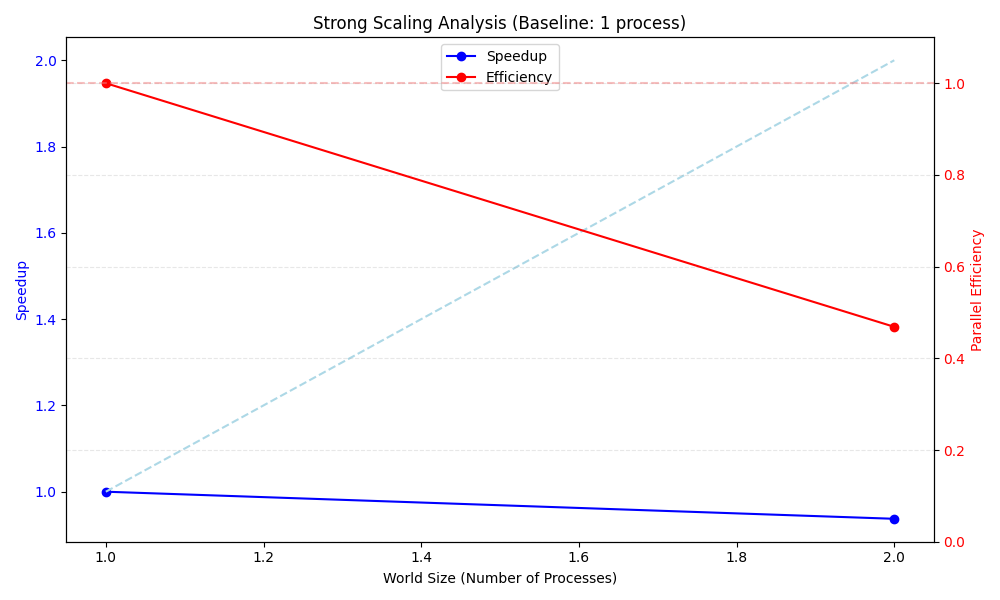 Strong Scaling Analysis (Baseline: 1 process)
Speedup
Efficiency
Speedup
2.0
1.8
1.6
1.4
1.2
1.0
1.0
0.8
0.6
0.4
0.2
0.0
Parallel Efficiency
1.0 1.2 1.4 1.6 1.8 2.0
World Size (Number of Processes)